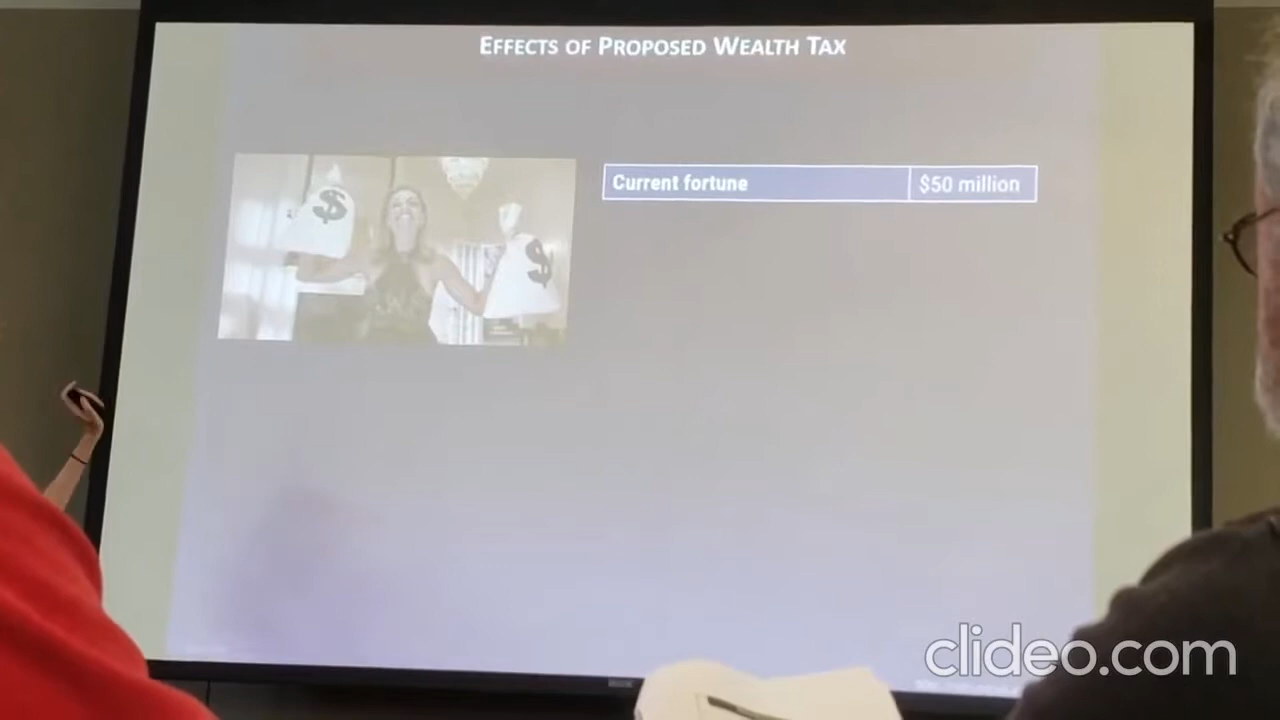 EFFECTS OF PROPOSED WEALTH TAX
Current fortune $50 million
$
$
clideo.com